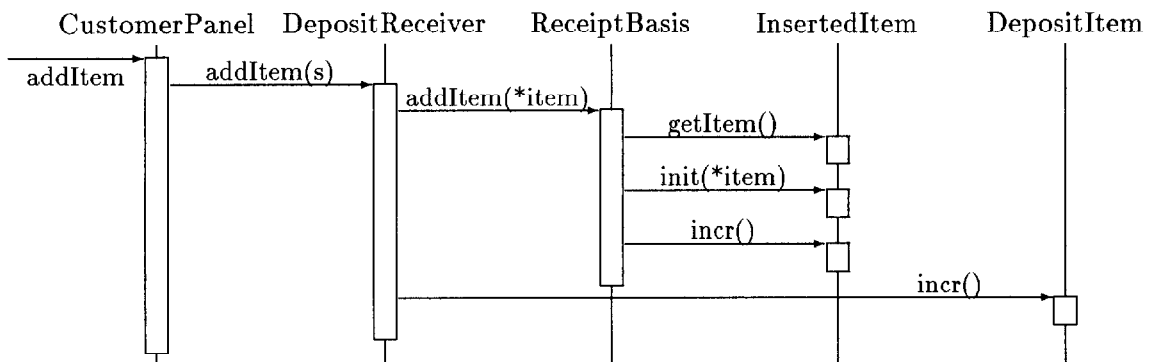 CustomerPanel DepositReceiver ReceiptBasis InsertedItem DepositItem
addItem
addItem(s)
addItem(*item)
getItem()
init(*item)
incr()
incr()